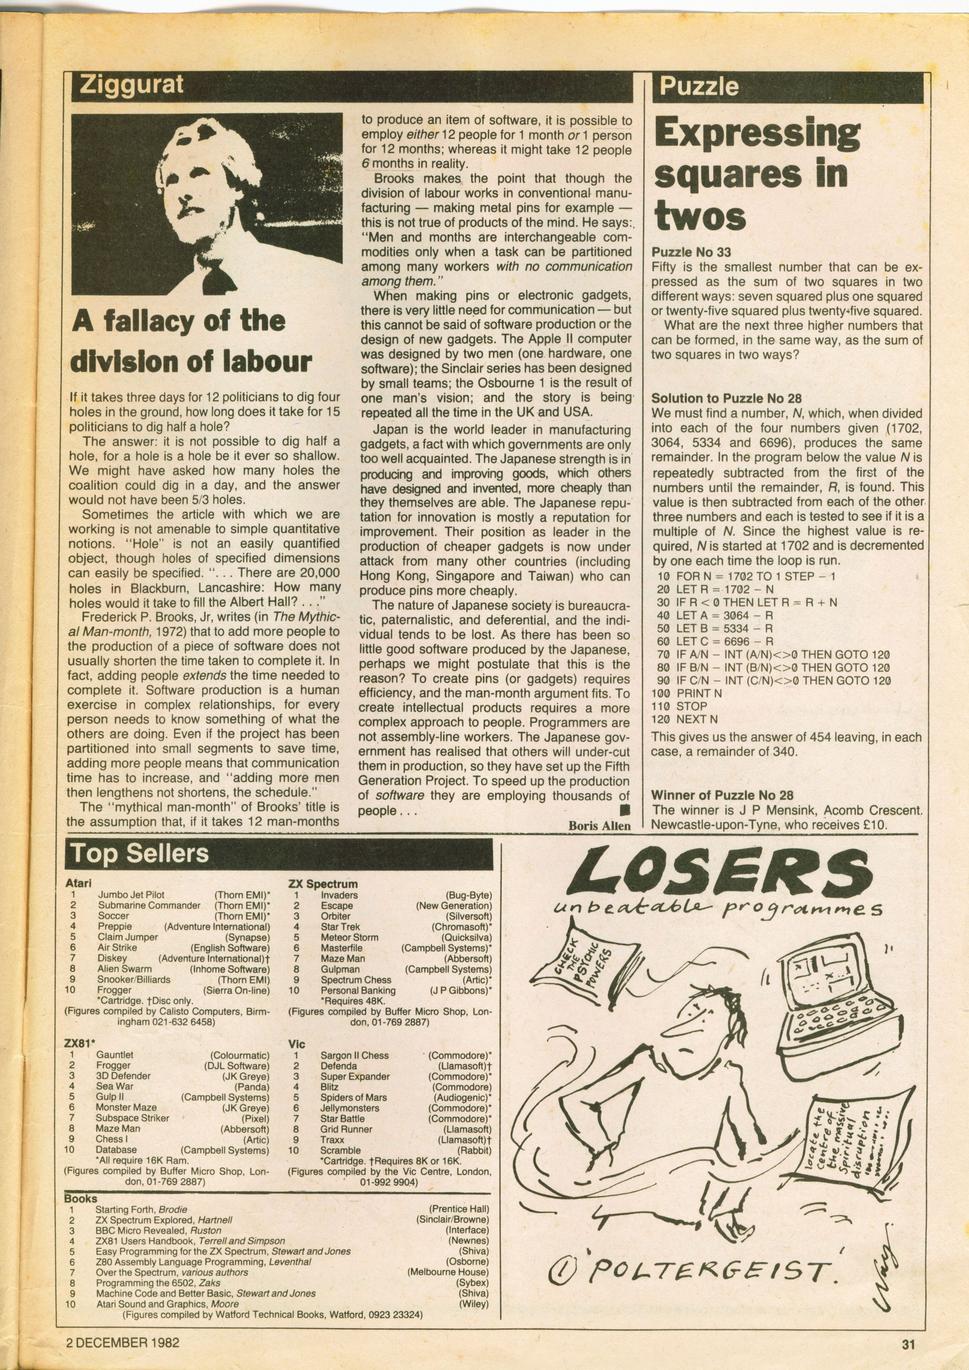 Ziggurat
A fallacy of the
division of labour
If it takes three days for 12 politicians to dig four
holes in the ground, how long does it take for 15
politicians to dig half a hole?
The answer: it is not possible to dig half a
hole, for a hole is a hole be it ever so shallow.
We might have asked how many holes the
coalition could dig in a day, and the answer
would not have been 5/3 holes.
Sometimes the article with which we are
working is not amenable to simple quantitative
notions. "Hole" is not an easily quantified
object, though holes of specified dimensions
can easily be specified. ". . . There are 20,000
holes in Blackburn, Lancashire: How many
holes would it take to fill the Albert Hall? . . ."
Frederick P. Brooks, Jr, writes (in The Mythic-
al Man-month, 1972) that to add more people to
the production of a piece of software does not
usually shorten the time taken to complete it. In
fact, adding people extends the time needed to
complete it. Software production is a human
exercise in complex relationships, for every
person needs to know something of what the
others are doing. Even if the project has been
partitioned into small segments to save time,
adding more people means that communication
time has to increase, and "adding more men
then lengthens not shortens, the schedule."
The "mythical man-month" of Brooks' title is
the assumption that, if it takes 12 man-months
to produce an item of software, it is possible to
employ either 12 people for 1 month or 1 person
for 12 months; whereas it might take 12 people
6 months in reality.
Brooks makes the point that though the
division of labour works in conventional manu-
facturing — making metal pins for example —
this is not true of products of the mind. He says:
"Men and months are interchangeable com-
modities only when a task can be partitioned
among many workers with no communication
among them."
When making pins or electronic gadgets,
there is very little need for communication — but
this cannot be said of software production or the
design of new gadgets. The Apple II computer
was designed by two men (one hardware, one
software); the Sinclair series has been designed
by small teams; the Osbourne 1 is the result of
one man's vision; and the story is being
repeated all the time in the UK and USA.
Japan is the world leader in manufacturing
gadgets, a fact with which governments are only
too well acquainted. The Japanese strength is in
producing and improving goods, which others
have designed and invented, more cheaply than
they themselves are able. The Japanese repu-
tation for innovation is mostly a reputation for
improvement. Their position as leader in the
production of cheaper gadgets is now under
attack from many other countries (including
Hong Kong, Singapore and Taiwan) who can
produce pins more cheaply.
The nature of Japanese society is bureaucra-
tic, paternalistic, and deferential, and the indi-
vidual tends to be lost. As there has been so
little good software produced by the Japanese,
perhaps we might postulate that this is the
reason? To create pins (or gadgets) requires
efficiency, and the man-month argument fits. To
create intellectual products requires a more
complex approach to people. Programmers are
not assembly-line workers. The Japanese gov-
ernment has realised that others will under-cut
them in production, so they have set up the Fifth
Generation Project. To speed up the production
of software they are employing thousands of
people . . .
Boris Allen
Puzzle
Expressing
squares in
twos
Puzzle No 33
Fifty is the smallest number that can be ex-
pressed as the sum of two squares in two
different ways: seven squared plus one squared
or twenty-five squared plus twenty-five squared.
What are the next three higher numbers that
can be formed, in the same way, as the sum of
two squares in two ways?
Solution to Puzzle No 28
We must find a number, N, which, when divided
into each of the four numbers given (1702,
3064, 5334 and 6696), produces the same
remainder. In the program below the value N is
repeatedly subtracted from the first of the
numbers until the remainder, R, is found. This
value is then subtracted from each of the other
three numbers and each is tested to see if it is a
multiple of N. Since the highest value is re-
quired, N is started at 1702 and is decremented
by one each time the loop is run.
10 FOR N = 1702 TO 1 STEP – 1
20 LET R = 1702 – N
30 IF R < 0 THEN LET R = R + N
40 LET A = 3064 – R
50 LET B = 5334 – R
60 LET C = 6696 – R
70 IF A/N – INT (A/N)<>0 THEN GOTO 120
80 IF B/N – INT (B/N)<>0 THEN GOTO 120
90 IF C/N – INT (C/N)<>0 THEN GOTO 120
100 PRINT N
110 STOP
120 NEXT N
This gives us the answer of 454 leaving, in each
case, a remainder of 340.
Winner of Puzzle No 28
The winner is J P Mensink, Acomb Crescent.
Newcastle-upon-Tyne, who receives £10.
Top Sellers
Atari
1 Jumbo Jet Pilot (Thorn EMI)*
2 Submarine Commander (Thorn EMI)*
3 Soccer (Thorn EMI)*
4 Preppie (Adventure International)
5 Claim Jumper (Synapse)
6 Air Strike (English Software)
7 Diskey (Adventure International)†
8 Alien Swarm (Inhome Software)
9 Snooker/Billiards (Thorn EMI)
10 Frogger (Sierra On-line)
*Cartridge. †Disc only.
(Figures compiled by Calisto Computers, Birm-
ingham 021-632 6458)
ZX Spectrum
1 Invaders (Bug-Byte)
2 Escape (New Generation)
3 Orbiter (Silversoft)
4 Star Trek (Chromasoft)*
5 Meteor Storm (Quicksilva)
6 Masterfile (Campbell Systems)*
7 Maze Man (Abbersoft)
8 Gulpman (Campbell Systems)
9 Spectrum Chess (Artic)*
10 Personal Banking (J P Gibbons)*
*Requires 48K.
(Figures compiled by Buffer Micro Shop, Lon-
don, 01-769 2887)
ZX81*
1 Gauntlet (Colourmatic)
2 Frogger (DJL Software)
3 3D Defender (JK Greye)
4 Sea War (Panda)
5 Gulp II (Campbell Systems)
6 Monster Maze (JK Greye)
7 Subspace Striker (Pixel)
8 Maze Man (Abbersoft)
9 Chess I (Artic)
10 Database (Campbell Systems)
*All require 16K Ram.
(Figures compiled by Buffer Micro Shop, Lon-
don, 01-769 2887)
Vic
1 Sargon II Chess (Commodore)*
2 Defenda (Llamasoft)†
3 Super Expander (Commodore)*
4 Blitz (Commodore)
5 Spiders of Mars (Audiogenic)*
6 Jellymonsters (Commodore)*
7 Star Battle (Commodore)*
8 Grid Runner (Llamasoft)
9 Traxx (Llamasoft)†
10 Scramble (Rabbit)
*Cartridge. †Requires 8K or 16K.
(Figures compiled by the Vic Centre, London,
01-992 9904)
Books
1 Starting Forth, Brodie (Prentice Hall)
2 ZX Spectrum Explored, Hartnell (Sinclair/Browne)
3 BBC Micro Revealed, Ruston (Interface)
4 ZX81 Users Handbook, Terrell and Simpson (Newnes)
5 Easy Programming for the ZX Spectrum, Stewart and Jones (Shiva)
6 Z80 Assembly Language Programming, Leventhal (Osborne)
7 Over the Spectrum, various authors (Melbourne House)
8 Programming the 6502, Zaks (Sybex)
9 Machine Code and Better Basic, Stewart and Jones (Shiva)
10 Atari Sound and Graphics, Moore (Wiley)
(Figures compiled by Watford Technical Books, Watford, 0923 23324)
LOSERS
unbeatable programmes
CHECK
THE
PSYCHIC
POWERS
locate the
centre of
the massive
Spiritual
disruption
① 'POLTERGEIST.'
2 DECEMBER 1982
31